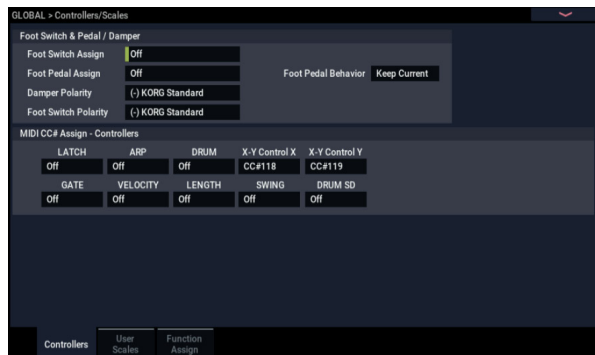 GLOBAL > Controllers/Scales
Foot Switch & Pedal / Damper
Foot Switch Assign Off
Foot Pedal Assign Off Foot Pedal Behavior Keep Current
Damper Polarity (-) KORG Standard
Foot Switch Polarity (-) KORG Standard
MIDI CC# Assign - Controllers
LATCH ARP DRUM X-Y Control X X-Y Control Y
Off Off Off CC#118 CC#119
GATE VELOCITY LENGTH SWING DRUM SD
Off Off Off Off Off
Controllers User Scales Function Assign